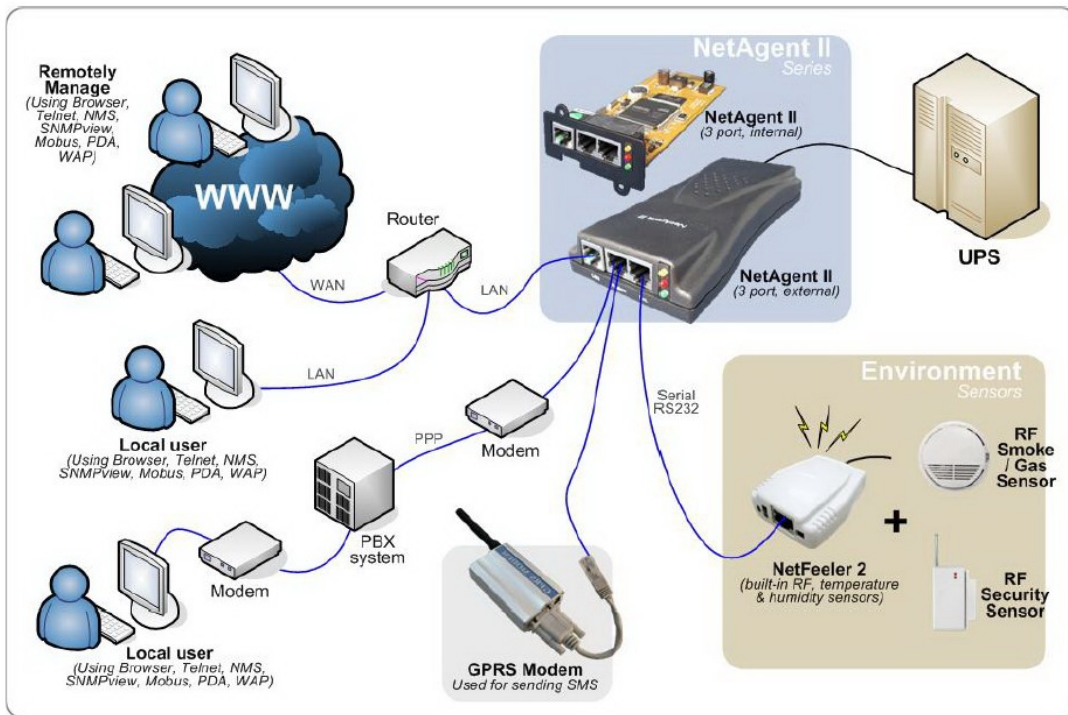 Remotely
Manage
(Using Browser,
Telnet, NMS,
SNMPview,
Mobus, PDA,
WAP)
WWW
Router
WAN
LAN
LAN
NetAgent II
Series
NetAgent II
(3 port, internal)
NetAgent II
NetAgent II
(3 port, external)
UPS
Local user
(Using Browser, Telnet, NMS,
SNMPview, Mobus, PDA, WAP)
PPP
Modem
PBX
system
Modem
Local user
(Using Browser, Telnet, NMS,
SNMPview, Mobus, PDA, WAP)
Serial
RS232
GPRS Modem
Used for sending SMS
Environment
Sensors
RF
Smoke
/ Gas
Sensor
+
NetFeeler 2
(built-in RF, temperature
& humidity sensors)
RF
Security
Sensor